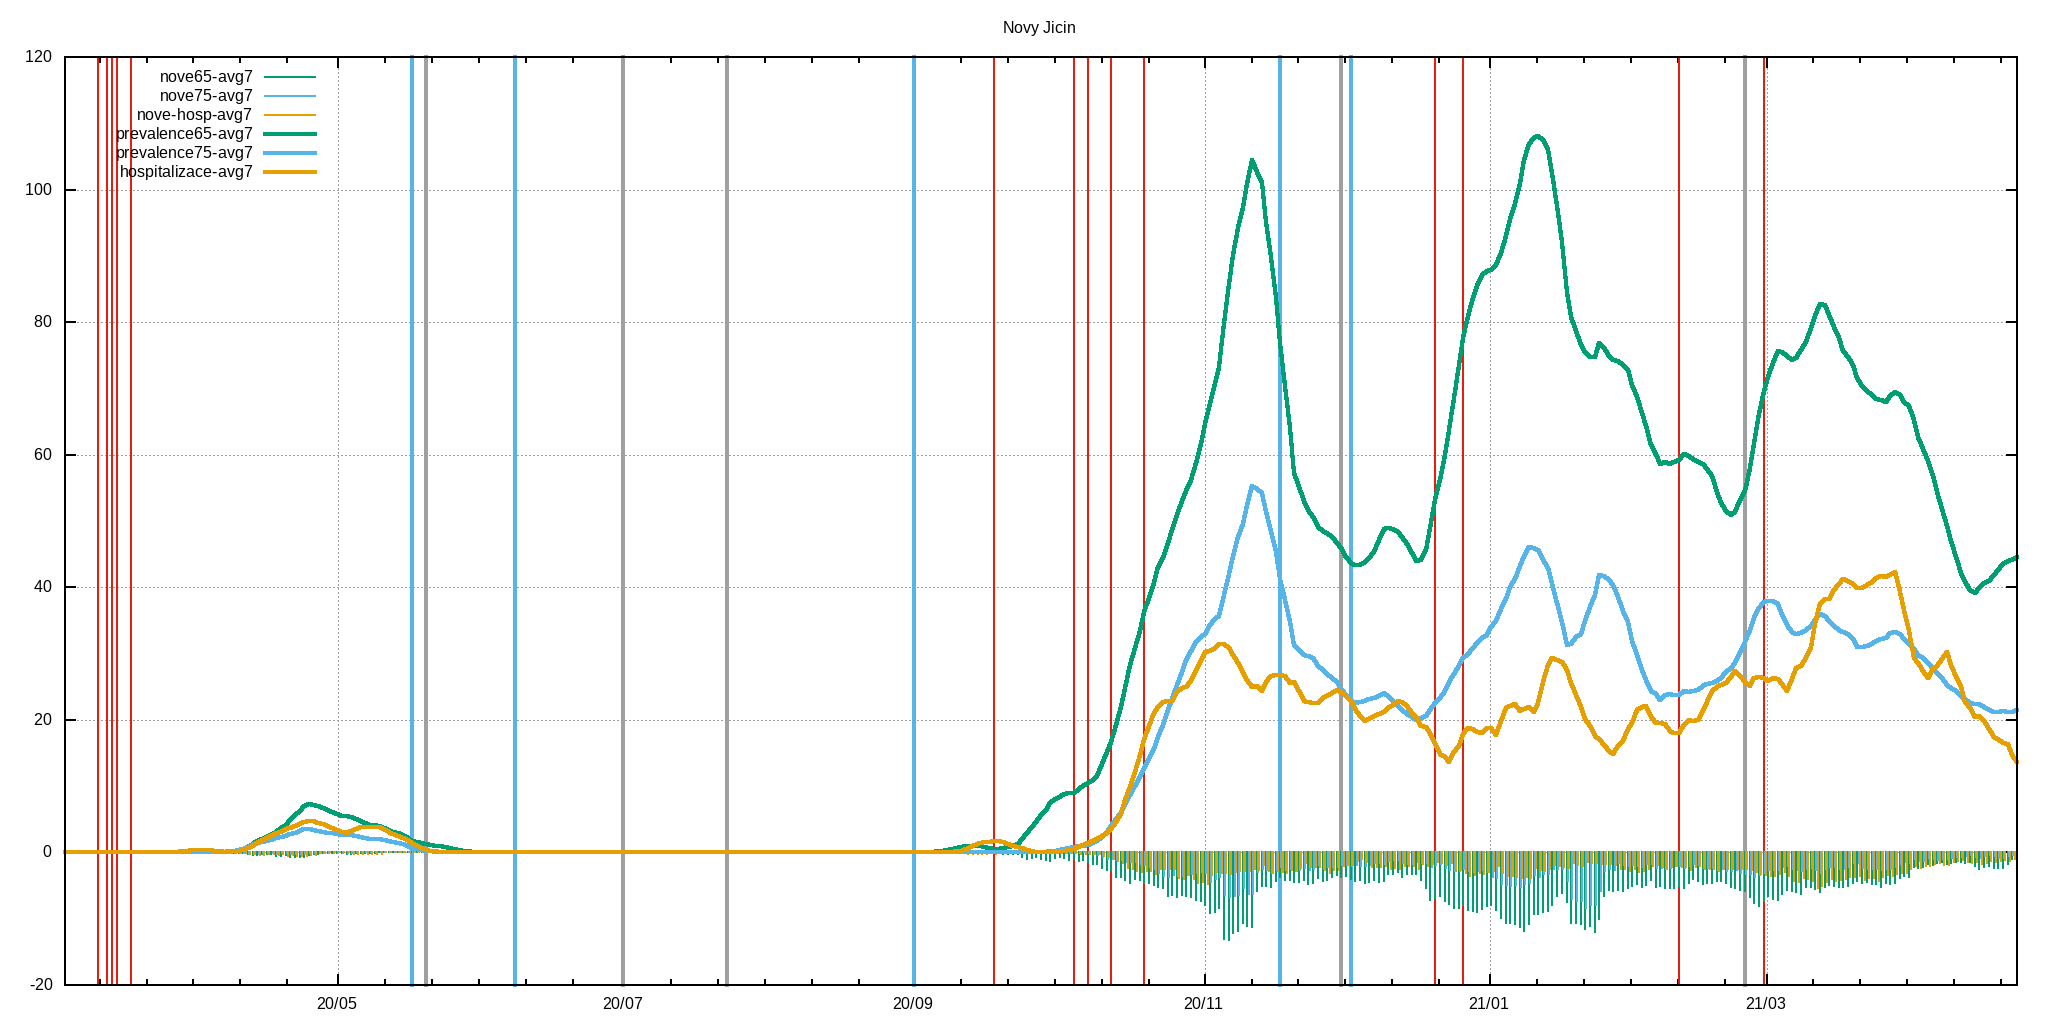 Novy Jicin
120
100
80
60
40
20
0
-20
nove65-avg7
nove75-avg7
nove-hosp-avg7
prevalence65-avg7
prevalence75-avg7
hospitalizace-avg7
20/05 20/07 20/09 20/11 21/01 21/03